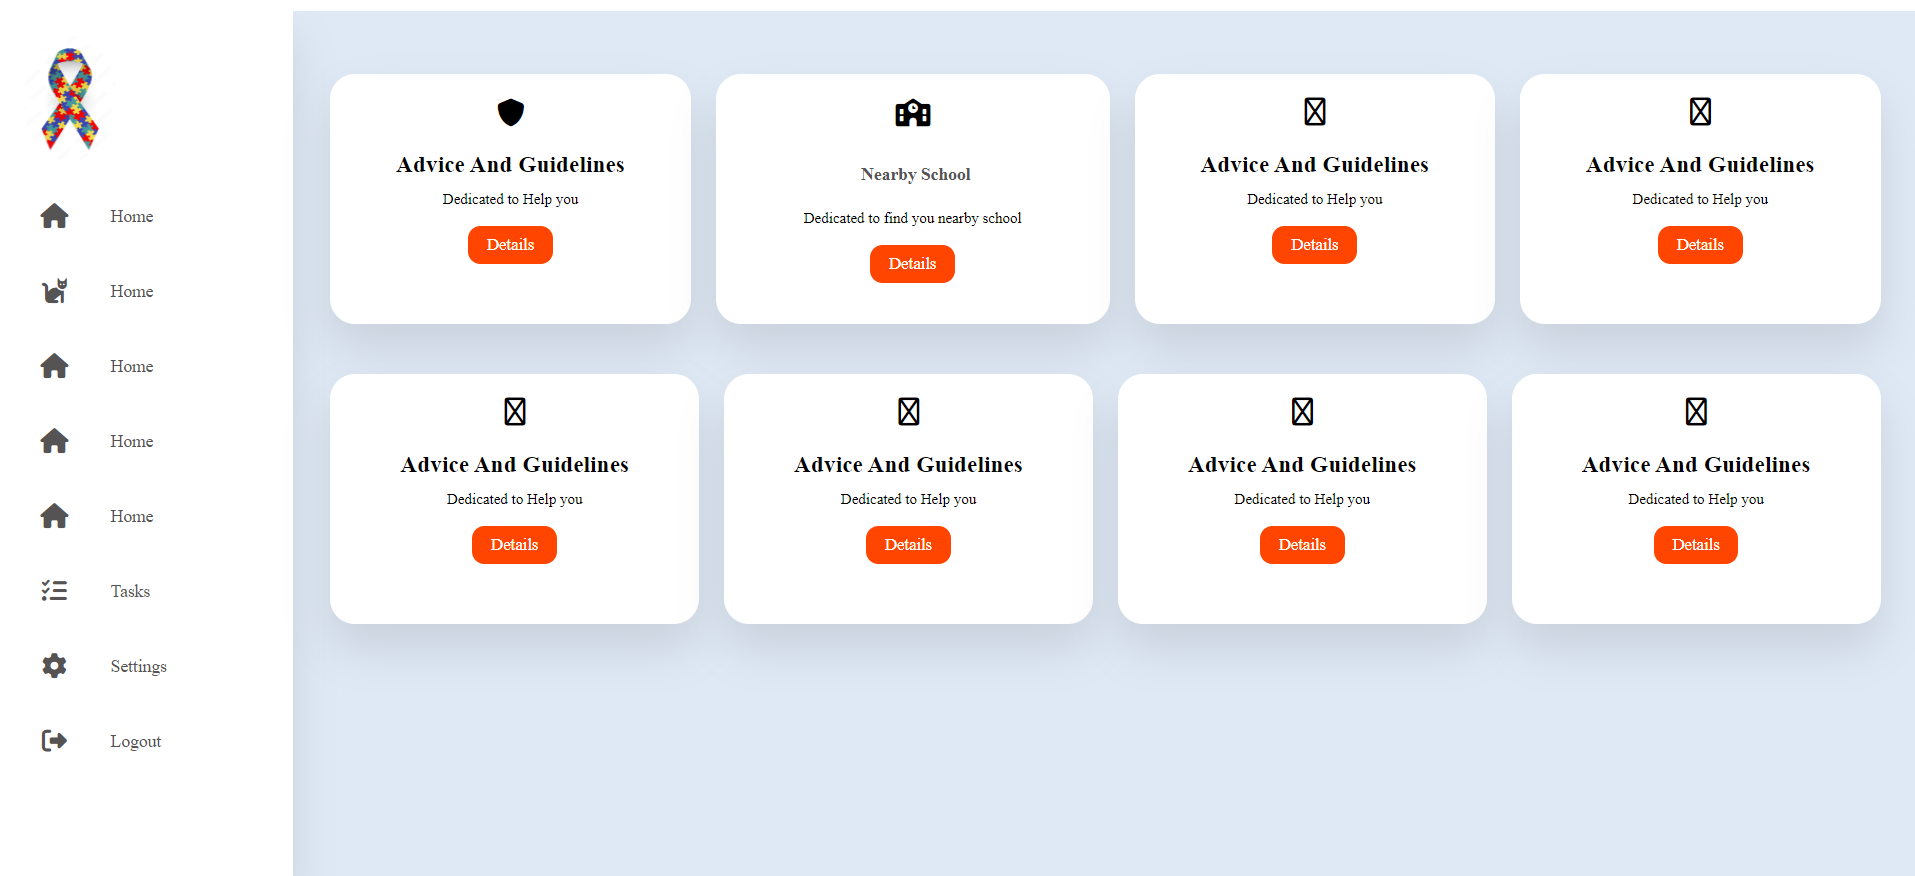 Home
Home
Home
Home
Home
Tasks
Settings
Logout
Advice And Guidelines
Dedicated to Help you
Details
Nearby School
Dedicated to find you nearby school
Details
Advice And Guidelines
Dedicated to Help you
Details
Advice And Guidelines
Dedicated to Help you
Details
Advice And Guidelines
Dedicated to Help you
Details
Advice And Guidelines
Dedicated to Help you
Details
Advice And Guidelines
Dedicated to Help you
Details
Advice And Guidelines
Dedicated to Help you
Details